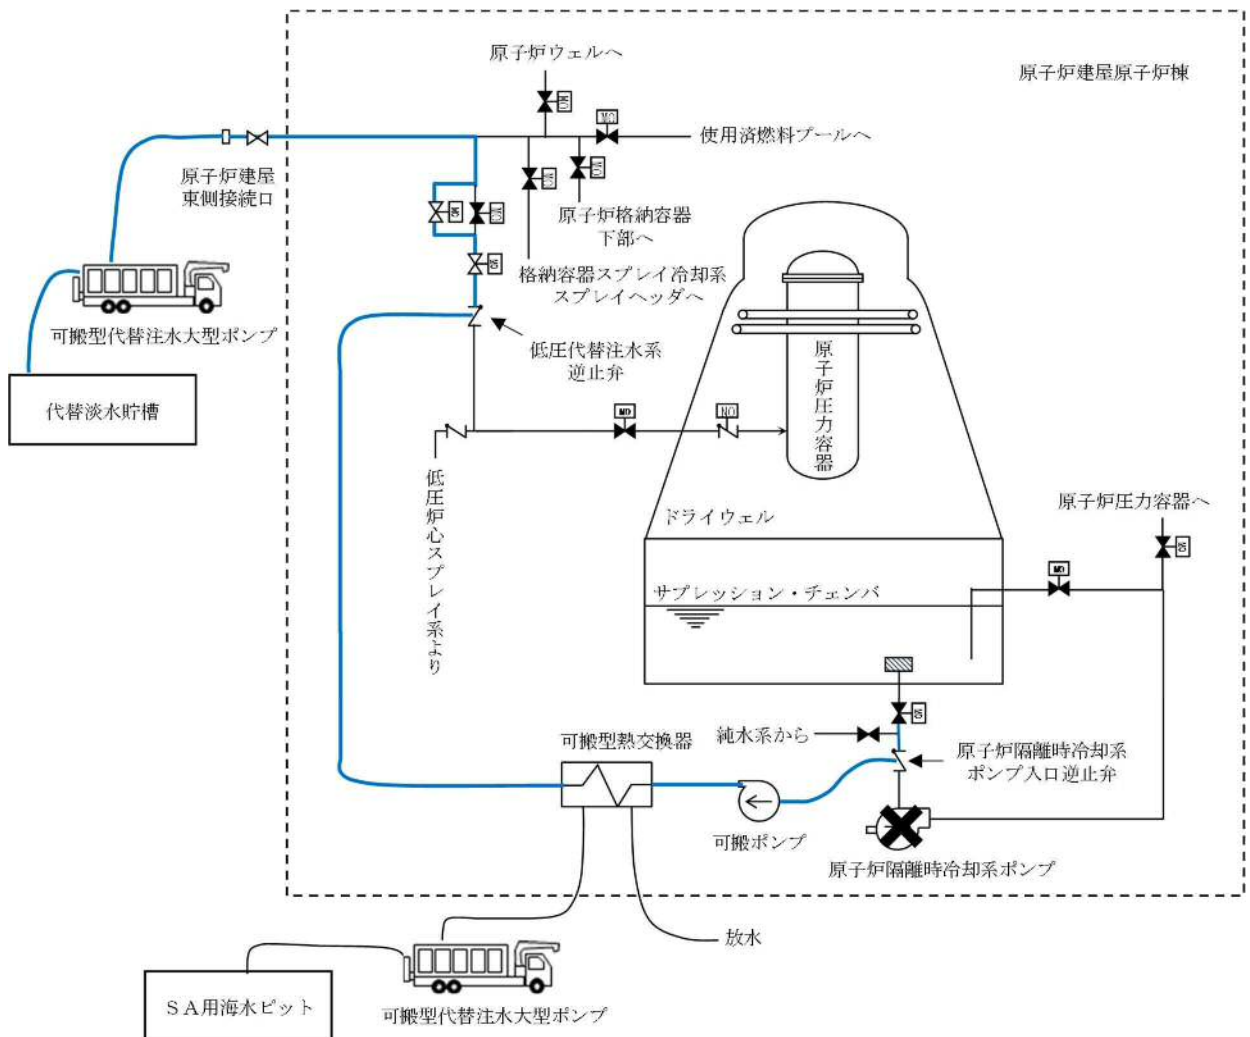 原子炉ウェルへ
原子炉建屋原子炉棟
MO
MO
使用済燃料プールへ
原子炉建屋
東側接続口
MO
MO
原子炉格納容器
下部へ
MO
MO
MO
格納容器スプレイ冷却系
スプレイヘッダへ
可搬型代替注水大型ポンプ
低圧代替注水系
逆止弁
代替淡水貯槽
原子炉圧力容器
MO
NO
低圧炉心スプレイ系より
ドライウェル
原子炉圧力容器へ
MO
MO
サプレッション・チェンバ
MO
純水系から
可搬型熱交換器
原子炉隔離時冷却系
ポンプ入口逆止弁
可搬ポンプ
原子炉隔離時冷却系ポンプ
放水
SA用海水ピット
可搬型代替注水大型ポンプ